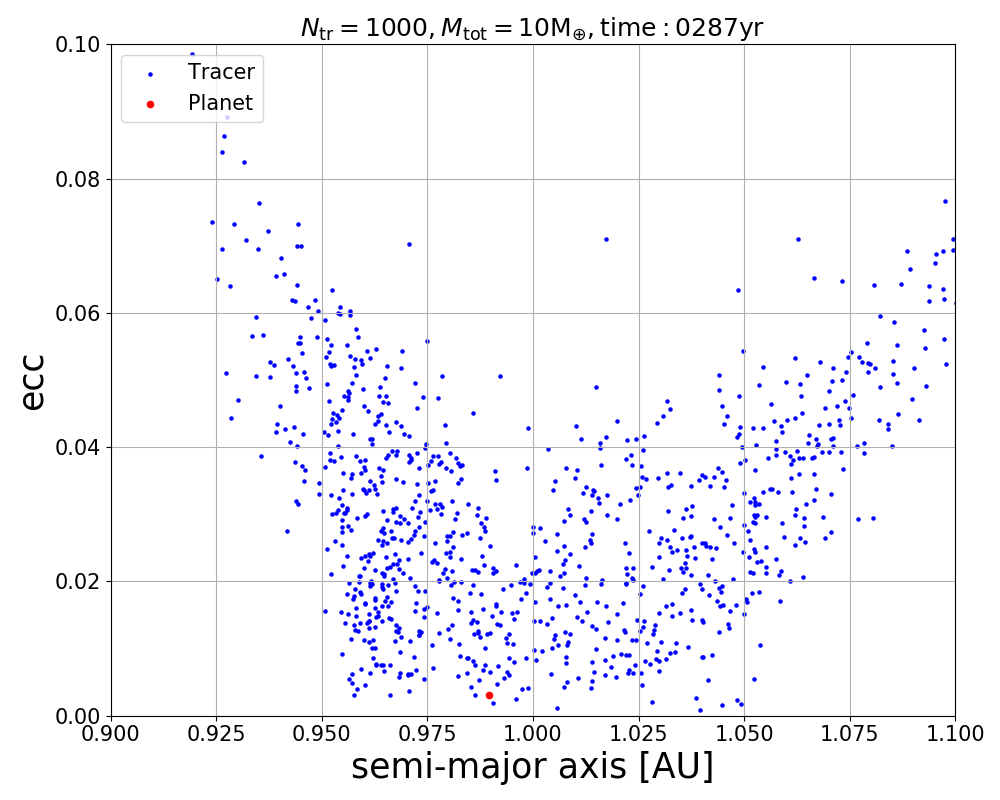 N_tr = 1000, M_tot = 10M_⊕, time : 0287yr
Tracer
Planet
0.10
0.08
0.06
0.04
0.02
0.00
ecc
0.900 0.925 0.950 0.975 1.000 1.025 1.050 1.075 1.100
semi-major axis [AU]